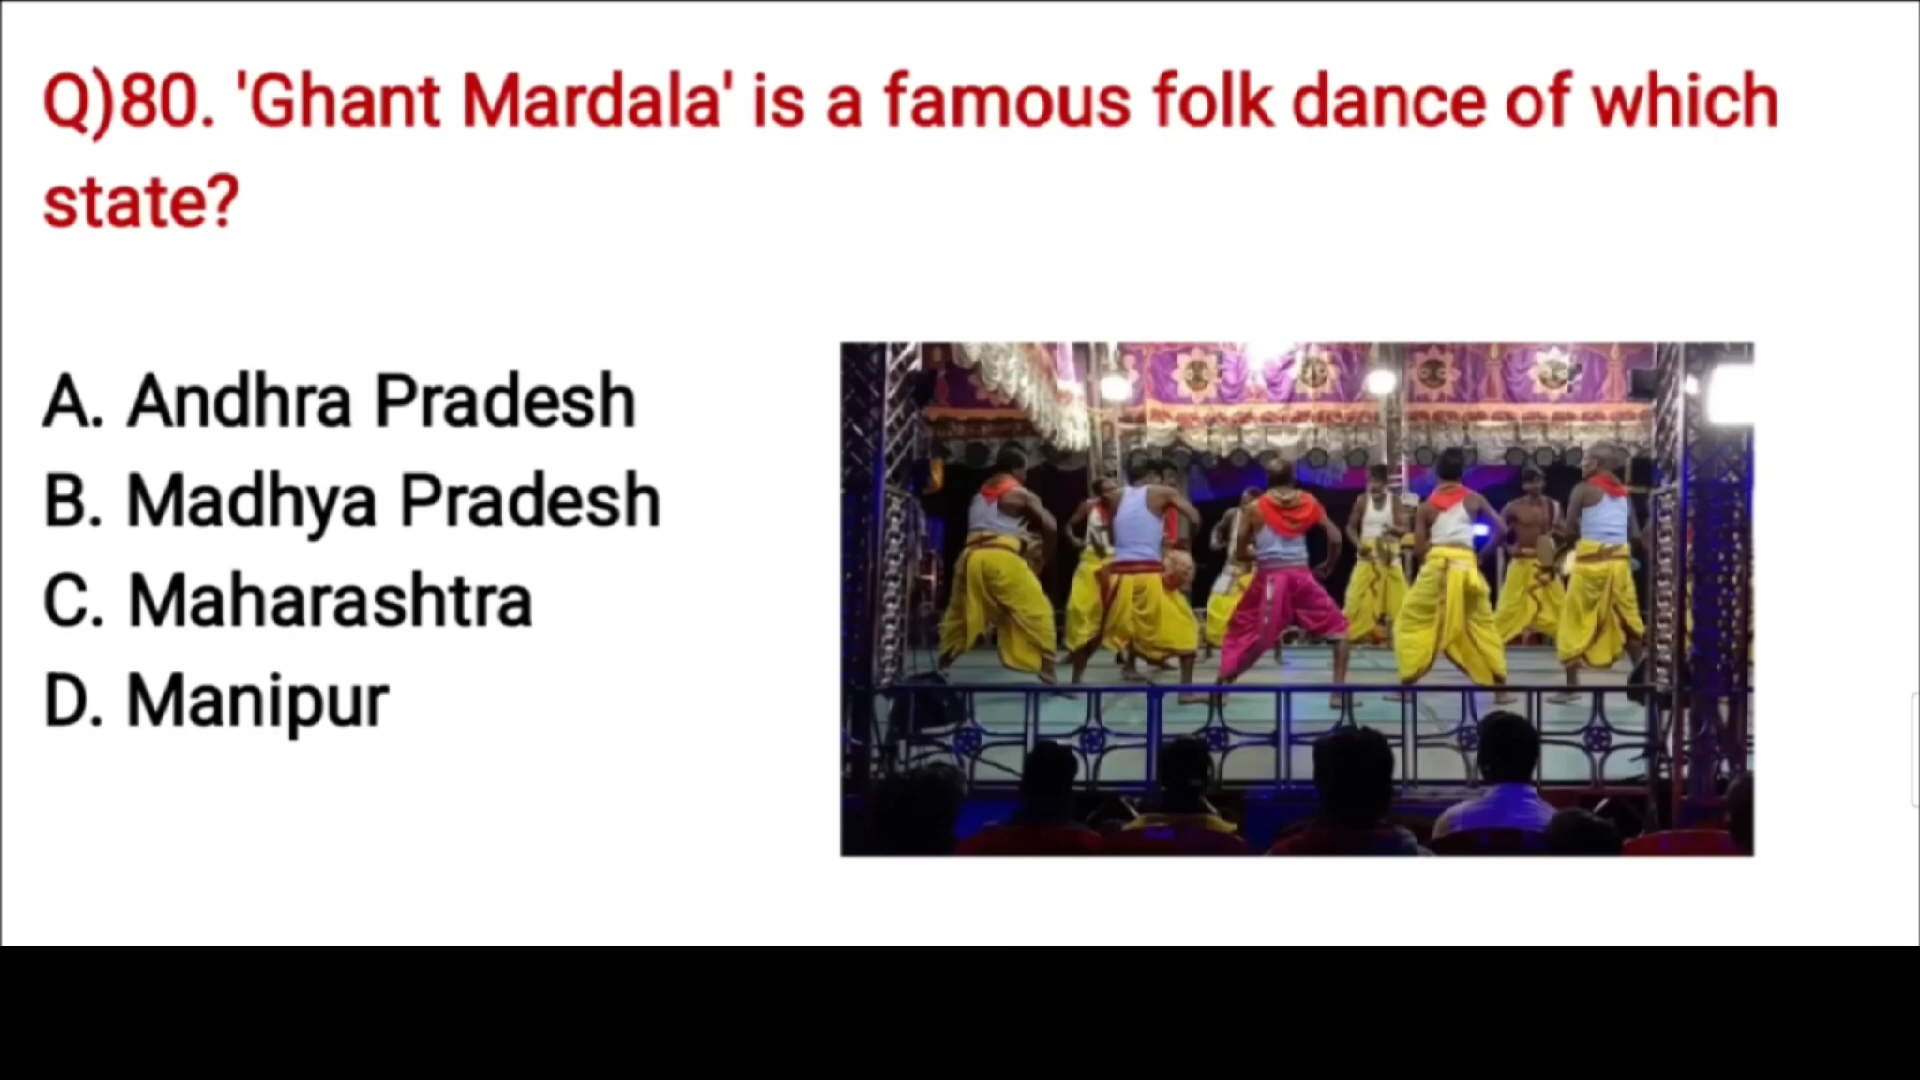 Q)80. 'Ghant Mardala' is a famous folk dance of which
state?
A. Andhra Pradesh
B. Madhya Pradesh
C. Maharashtra
D. Manipur